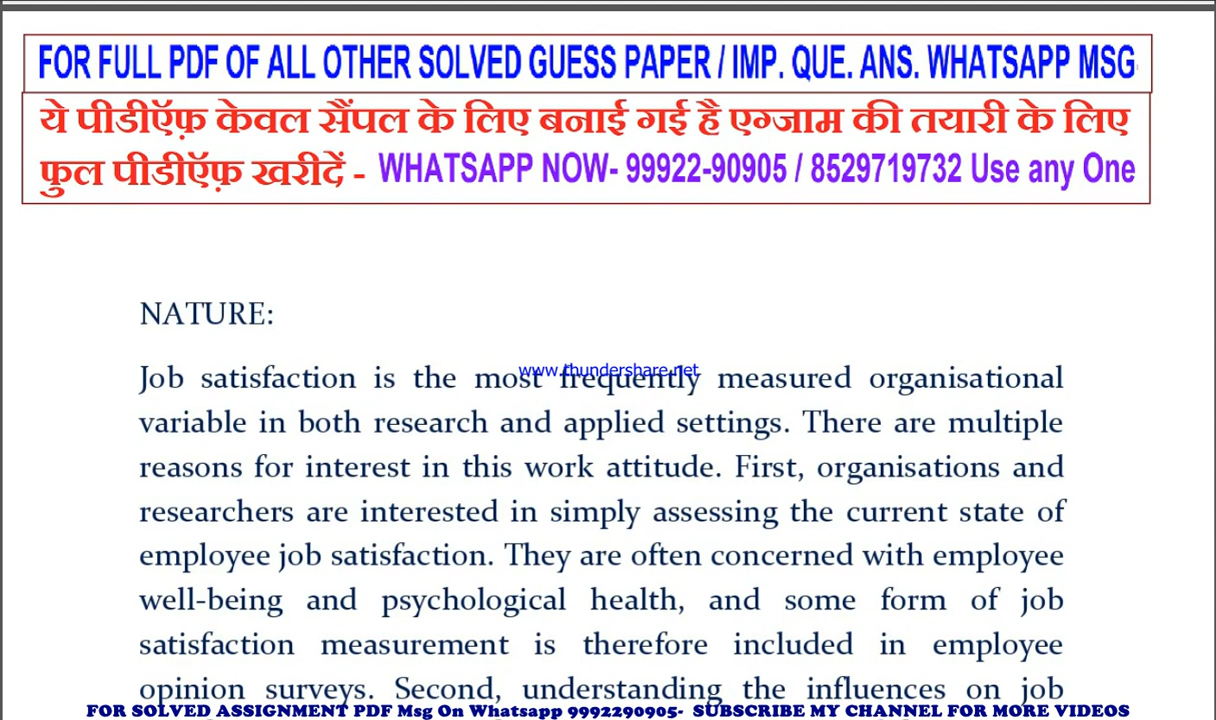 FOR FULL PDF OF ALL OTHER SOLVED GUESS PAPER / IMP. QUE. ANS. WHATSAPP MSG
ये पीडीऍफ़ केवल सैंपल के लिए बनाई गई है एग्जाम की तयारी के लिए
फुल पीडीऍफ़ खरीदें - WHATSAPP NOW- 99922-90905 / 8529719732 Use any One
NATURE:
www.thundershare.net
Job satisfaction is the most frequently measured organisational
variable in both research and applied settings. There are multiple
reasons for interest in this work attitude. First, organisations and
researchers are interested in simply assessing the current state of
employee job satisfaction. They are often concerned with employee
well-being and psychological health, and some form of job
satisfaction measurement is therefore included in employee
opinion surveys. Second, understanding the influences on job
FOR SOLVED ASSIGNMENT PDF Msg On Whatsapp 9992290905- SUBSCRIBE MY CHANNEL FOR MORE VIDEOS